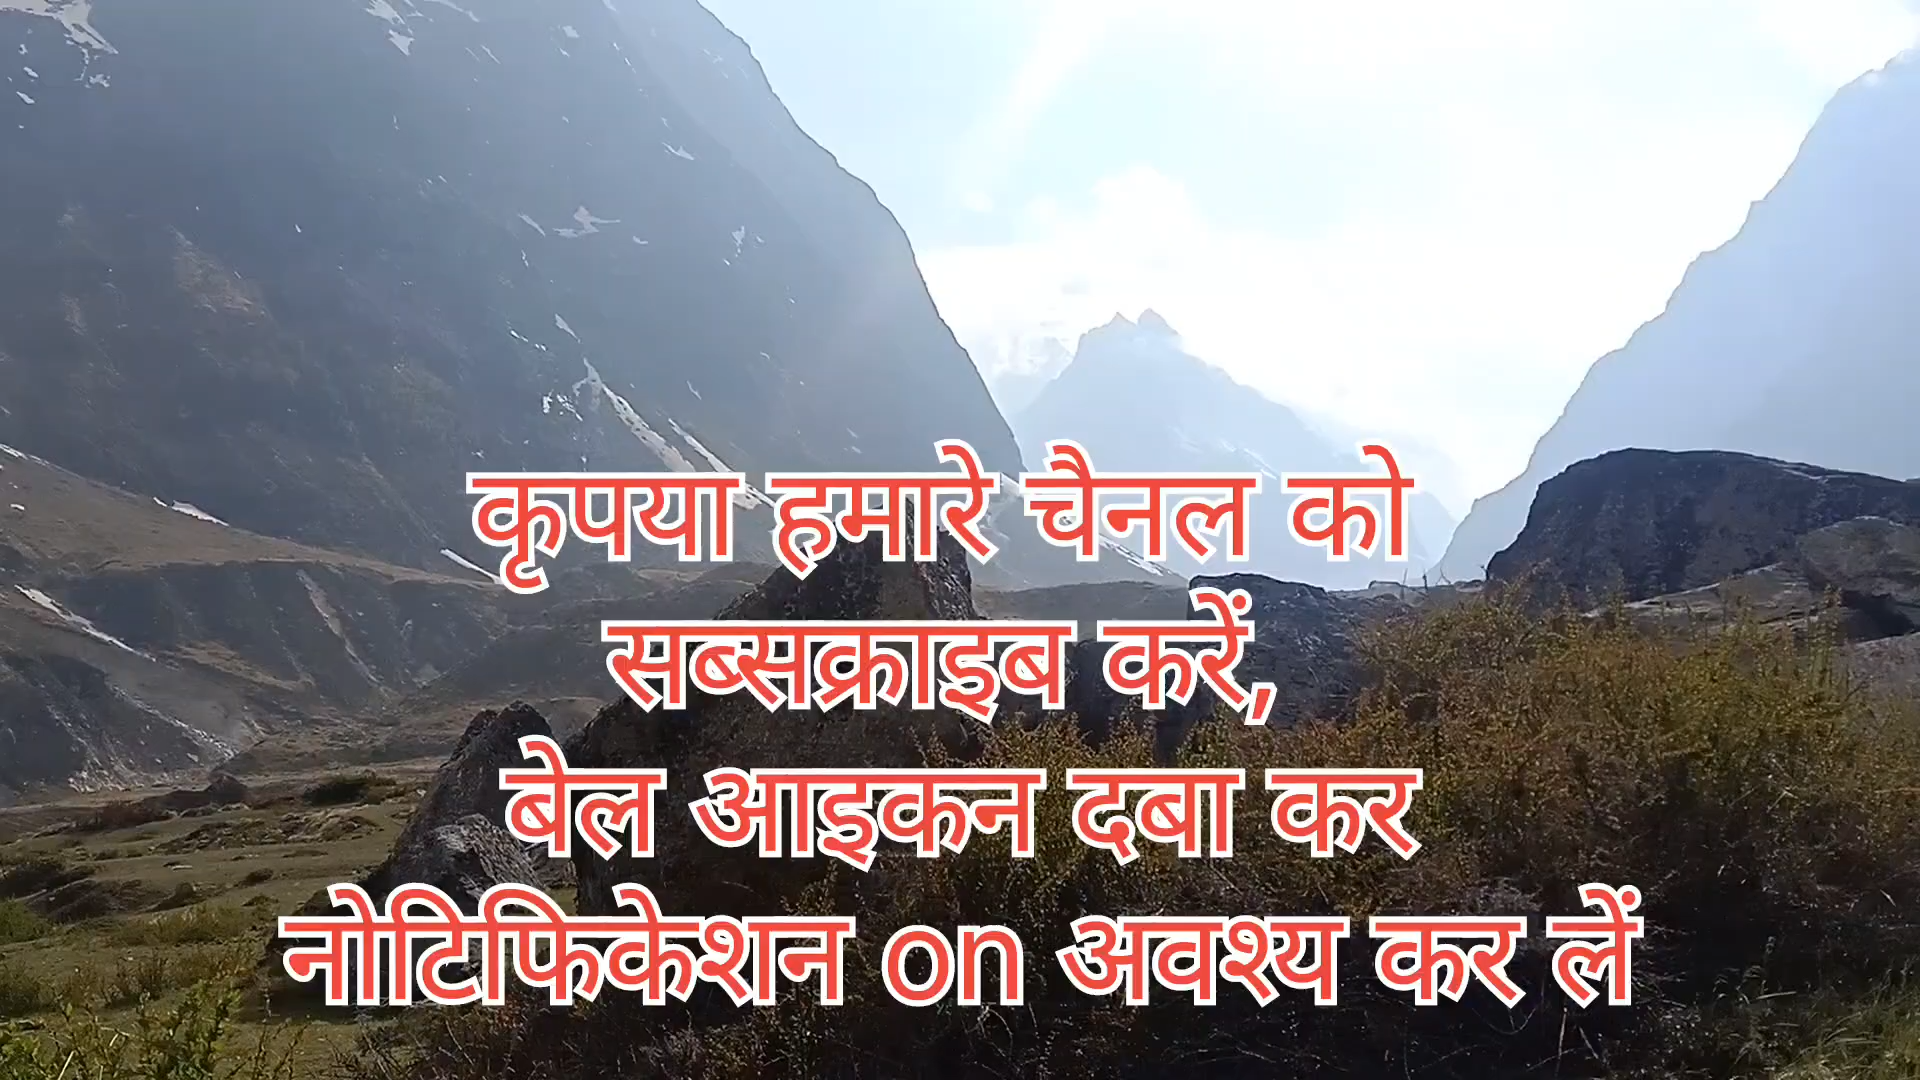 कृपया हमारे चैनल को
सब्सक्राइब करें,
बेल आइकन दबा कर
नोटिफिकेशन on अवश्य कर लें